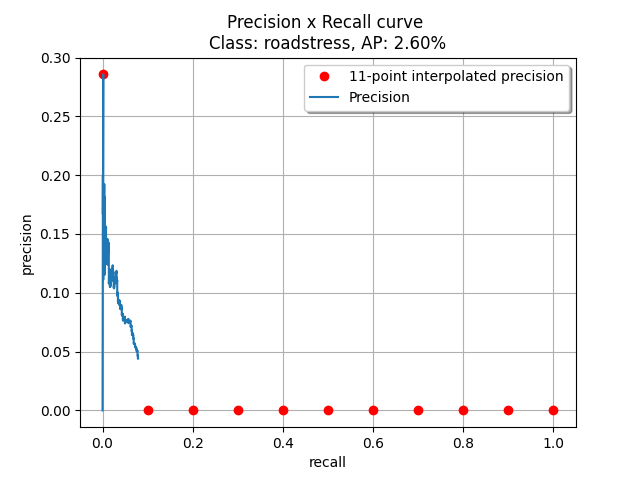 Precision x Recall curve
Class: roadstress, AP: 2.60%
11-point interpolated precision
Precision
0.30
0.25
0.20
0.15
0.10
0.05
0.00
precision
0.0 0.2 0.4 0.6 0.8 1.0
recall